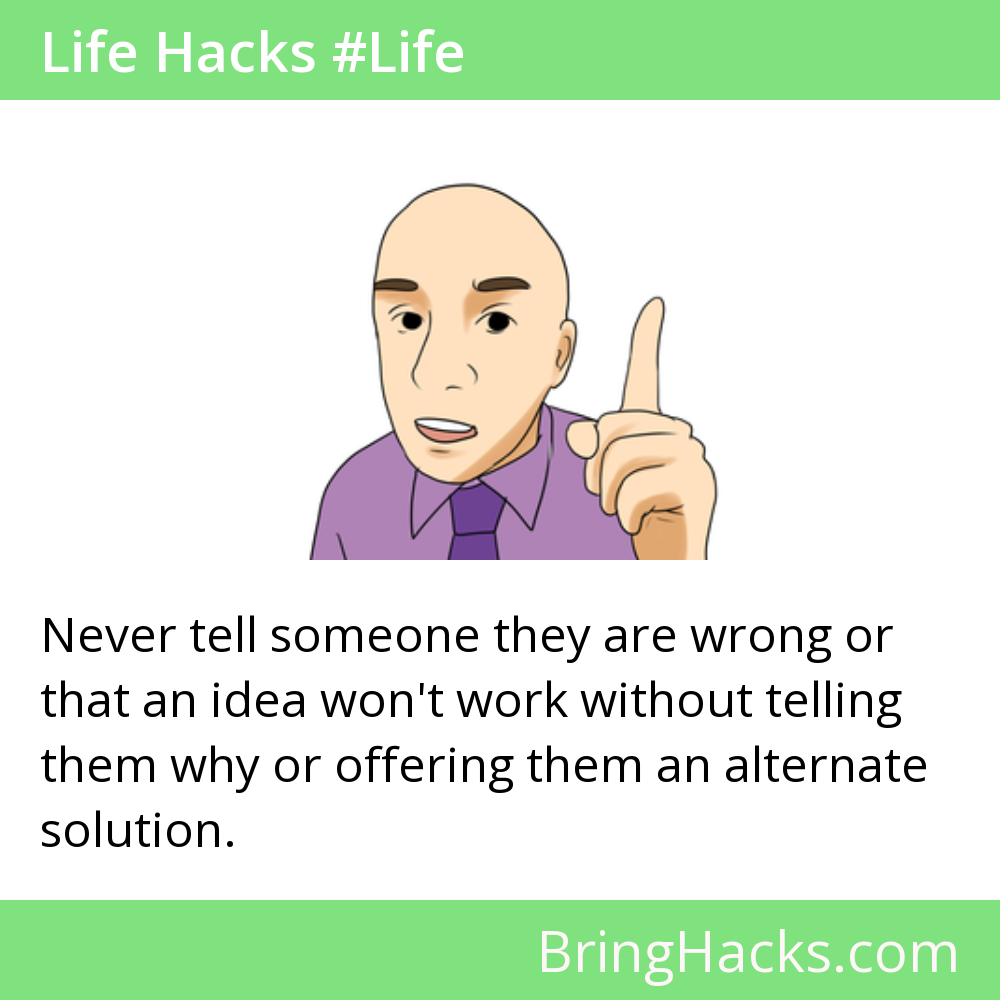 Life Hacks #Life
Never tell someone they are wrong or
that an idea won't work without telling
them why or offering them an alternate
solution.
BringHacks.com